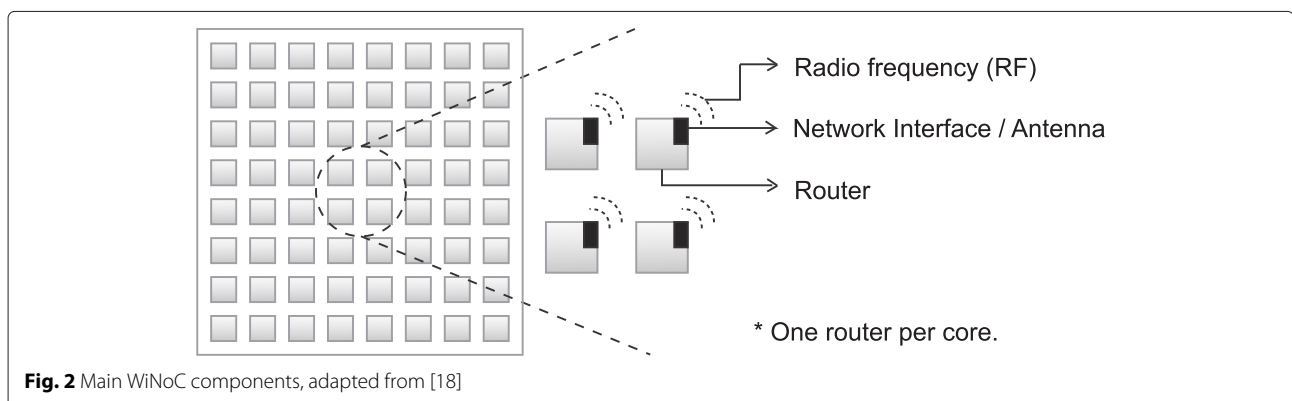 Radio frequency (RF)
Network Interface / Antenna
Router
* One router per core.
Fig. 2 Main WiNoC components, adapted from [18]